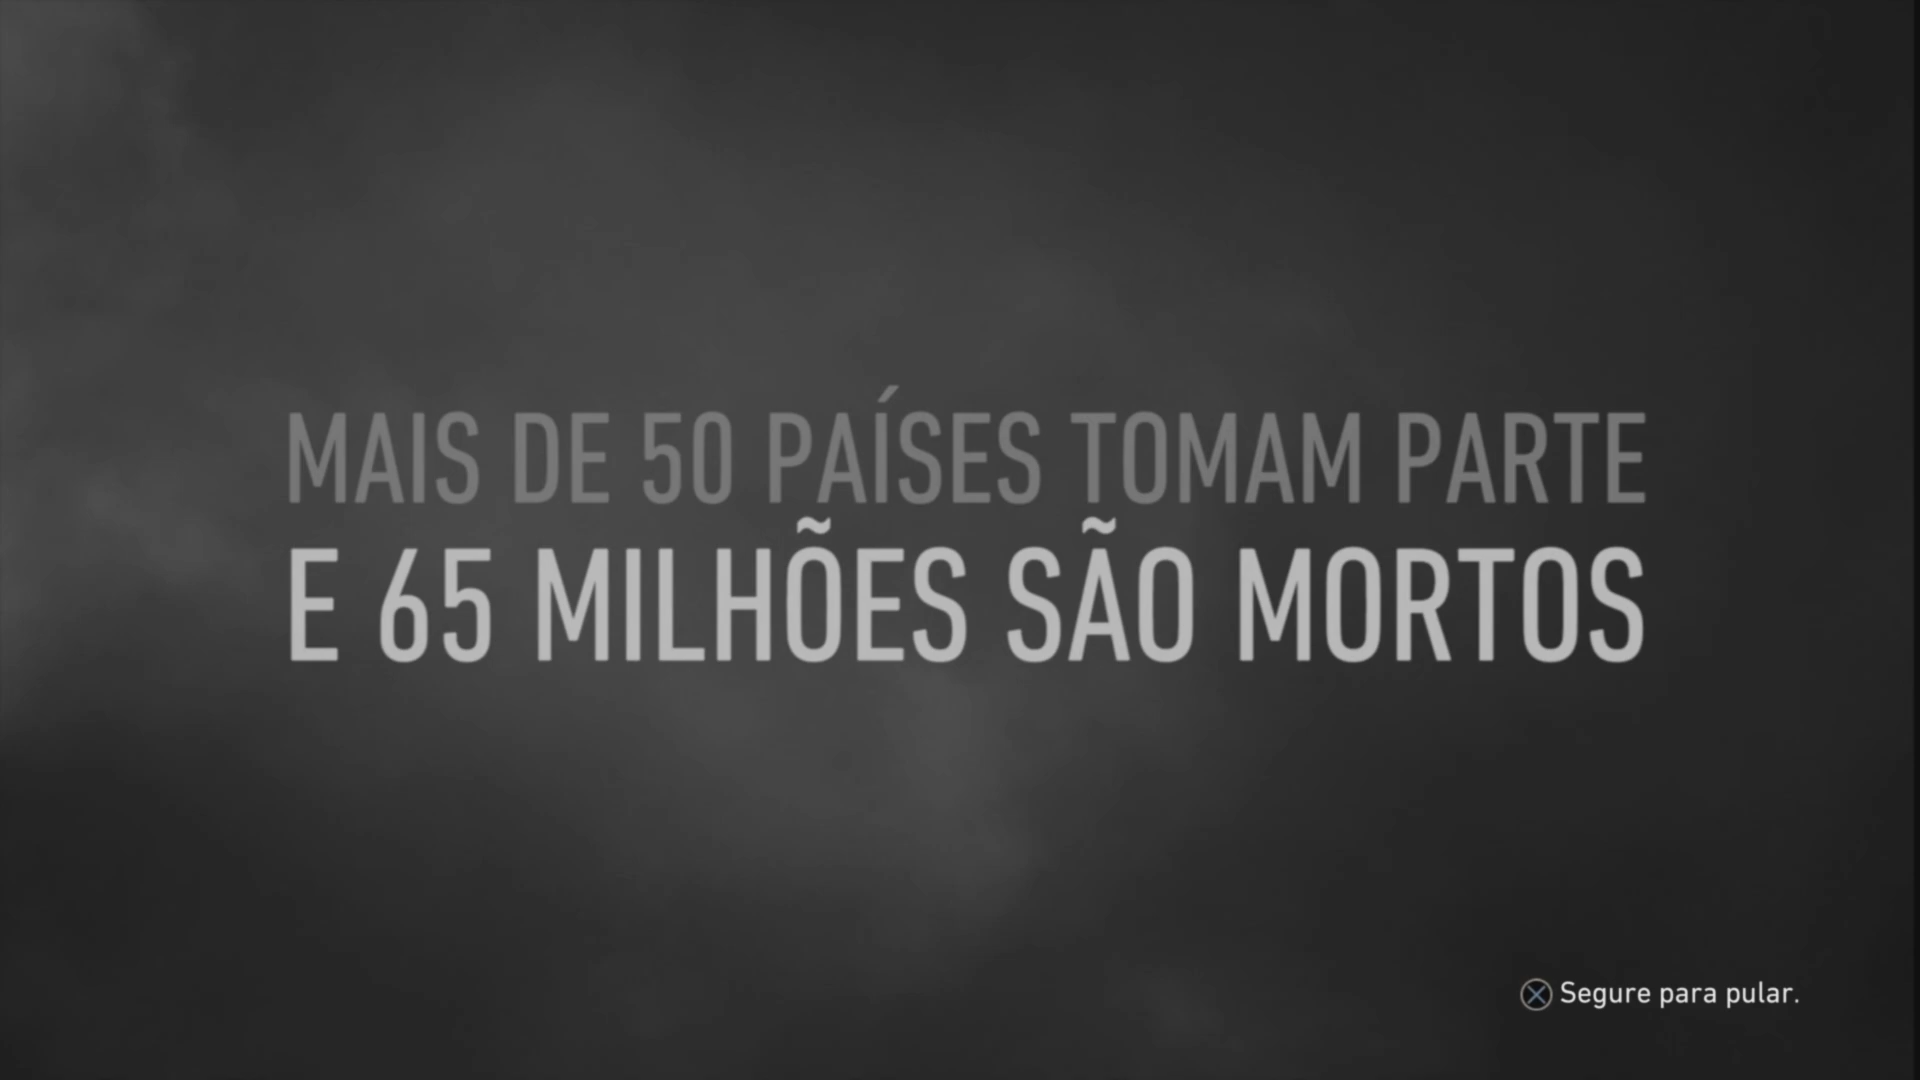 MAIS DE 50 PAÍSES TOMAM PARTE
E 65 MILHÕES SÃO MORTOS
Segure para pular.